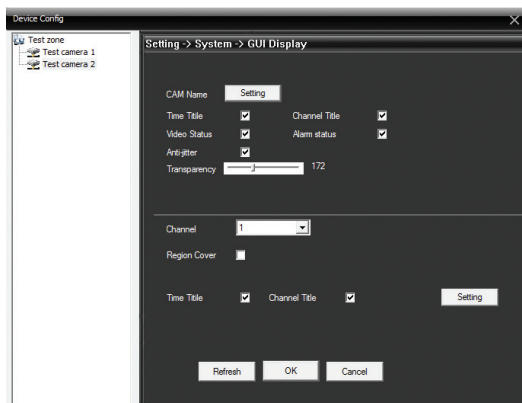 Device Config
Test zone
Test camera 1
Test camera 2
Setting -> System -> GUI Display
CAM Name Setting
Time Titile Channel Title
Video Status Alarm status
Anti-jitter
Transparency 172
Channel 1
Region Cover
Time Titile Channel Title Setting
Refresh OK Cancel